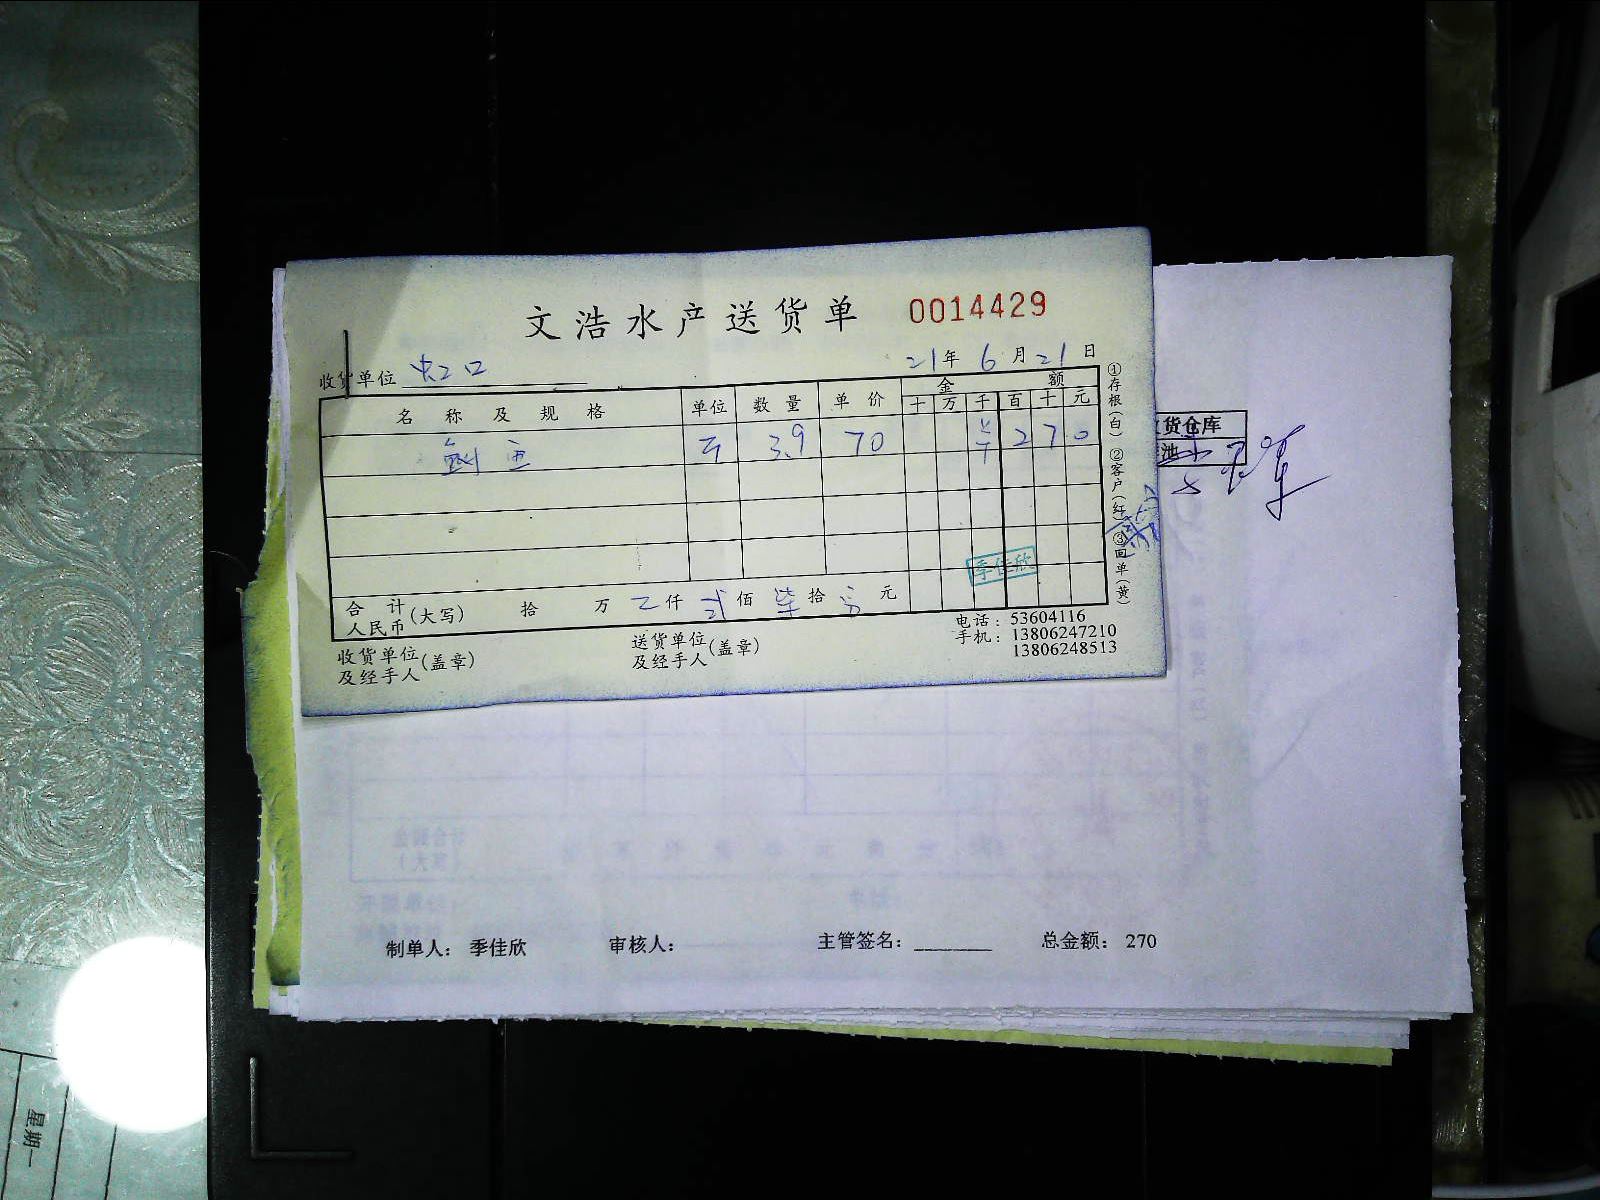 文浩水产送货单 0014429
收货单位 虹口 21年6月21日
名称及规格 单位 数量 单价 金额
十 万 千 百 十 元
鱼 斤 3.9 70 ¥ 2 7 0
季佳欣
合计人民币(大写) 拾 万 仟 贰 佰 柒 拾 元
收货单位及经手人(盖章) 送货单位及经手人(盖章)
电话:53604116
手机:13806247210
13806248513
①存根(白) ②客户(红) ③回单(黄)
货仓库
池
制单人: 季佳欣 审核人: 主管签名: 总金额: 270
星期一